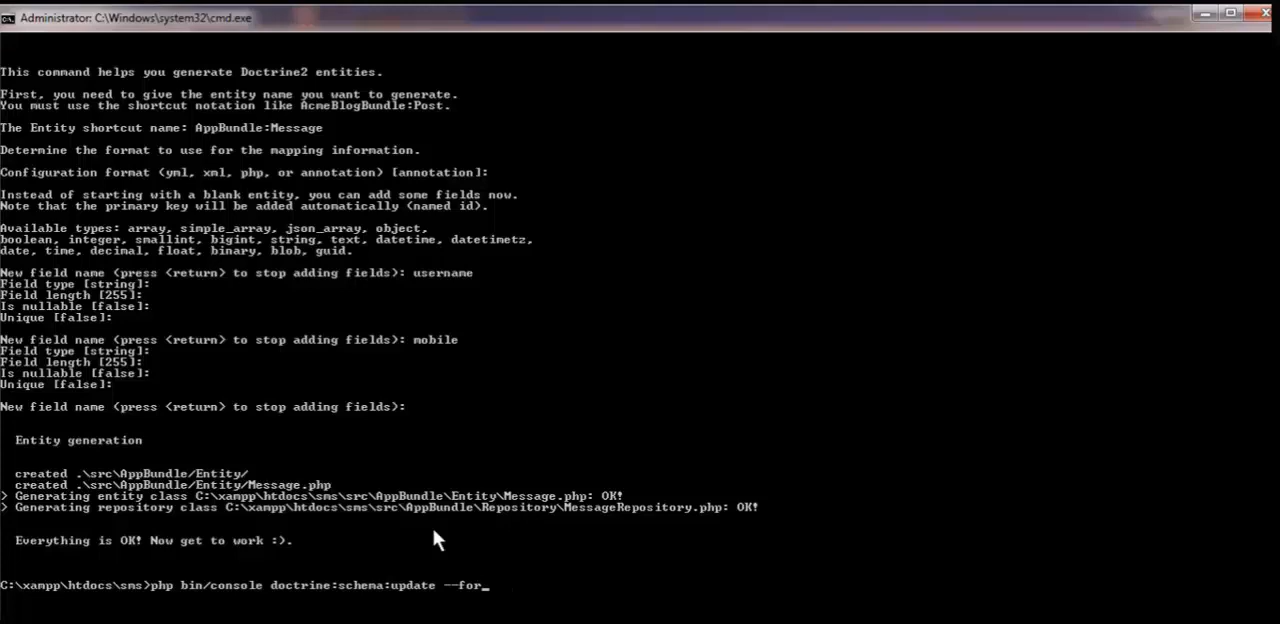 Administrator: C:\Windows\system32\cmd.exe
This command helps you generate Doctrine2 entities.
First, you need to give the entity name you want to generate.
You must use the shortcut notation like AcmeBlogBundle:Post.
The Entity shortcut name: AppBundle:Message
Determine the format to use for the mapping information.
Configuration format (yml, xml, php, or annotation) [annotation]:
Instead of starting with a blank entity, you can add some fields now.
Note that the primary key will be added automatically (named id).
Available types: array, simple_array, json_array, object,
boolean, integer, smallint, bigint, string, text, datetime, datetimetz,
date, time, decimal, float, binary, blob, guid.
New field name (press <return> to stop adding fields): username
Field type [string]:
Field length [255]:
Is nullable [false]:
Unique [false]:
New field name (press <return> to stop adding fields): mobile
Field type [string]:
Field length [255]:
Is nullable [false]:
Unique [false]:
New field name (press <return> to stop adding fields):
Entity generation
created .\src\AppBundle/Entity/
created .\src\AppBundle/Entity/Message.php
> Generating entity class C:\xampp\htdocs\sms\src\AppBundle\Entity\Message.php: OK!
> Generating repository class C:\xampp\htdocs\sms\src\AppBundle\Repository\MessageRepository.php: OK!
Everything is OK! Now get to work :).
C:\xampp\htdocs\sms>php bin/console doctrine:schema:update --for_